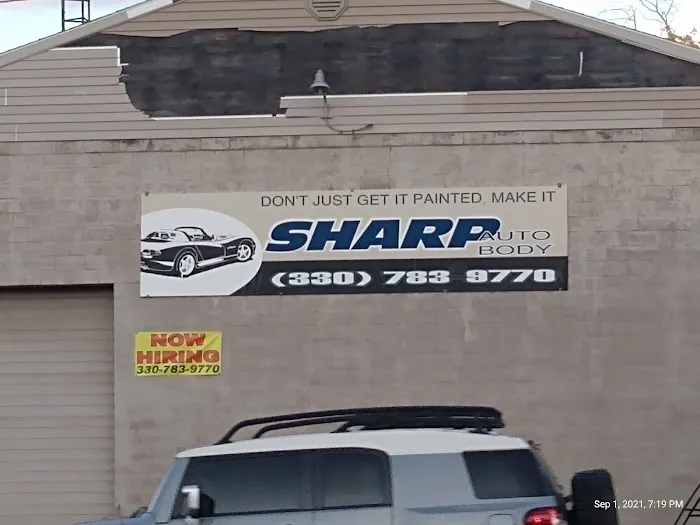 DON'T JUST GET IT PAINTED, MAKE IT
SHARP AUTO BODY
(330) 783 9770
NOW
HIRING
330-783-9770
Sep 1, 2021, 7:19 PM